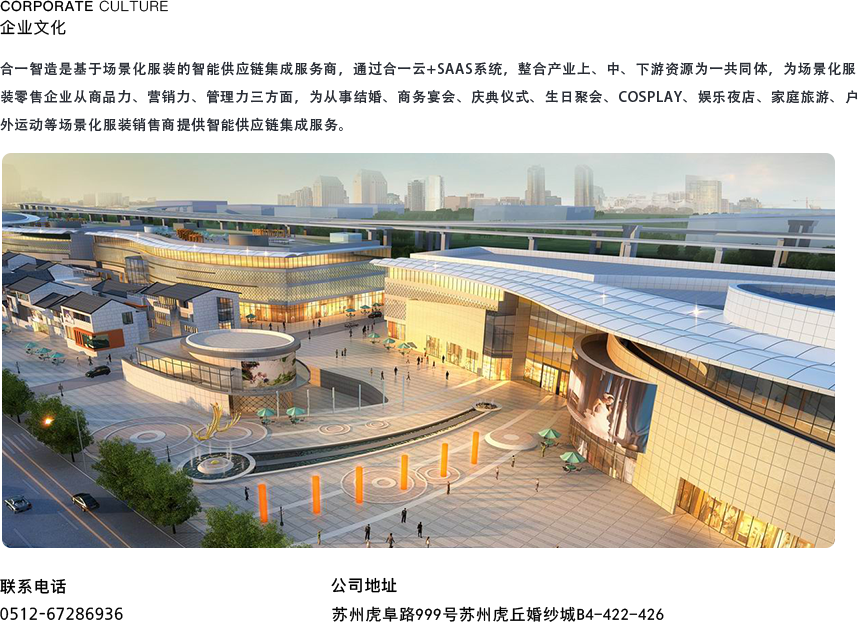 CORPORATE CULTURE
企业文化
合一智造是基于场景化服装的智能供应链集成服务商，通过合一云+SAAS系统，整合产业上、中、下游资源为一共同体，为场景化服
装零售企业从商品力、营销力、管理力三方面，为从事结婚、商务宴会、庆典仪式、生日聚会、COSPLAY、娱乐夜店、家庭旅游、户
外运动等场景化服装销售商提供智能供应链集成服务。
联系电话
0512-67286936
公司地址
苏州虎阜路999号苏州虎丘婚纱城B4-422-426